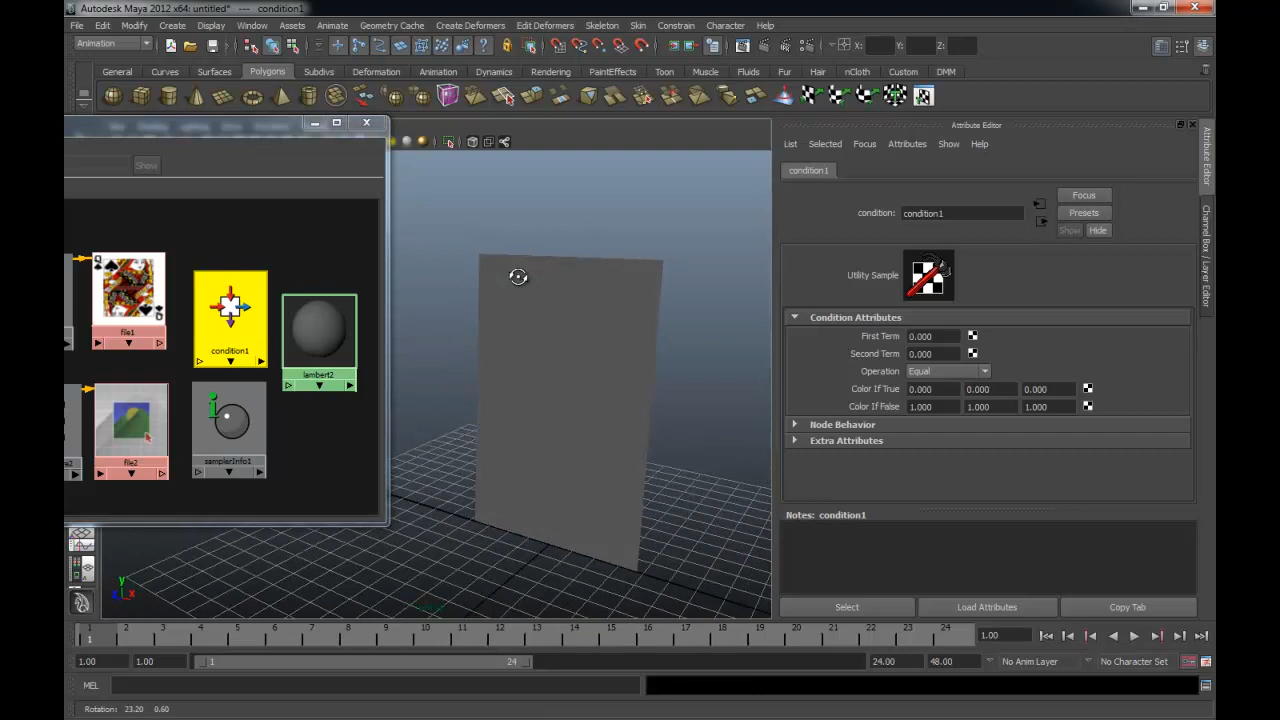 Autodesk Maya 2012 x64: untitled* --- condition1
File Edit Modify Create Display Window Assets Animate Geometry Cache Create Deformers Edit Deformers Skeleton Skin Constrain Character Help
Animation X: Y: Z:
General Curves Surfaces Polygons Subdivs Deformation Animation Dynamics Rendering PaintEffects Toon Muscle Fluids Fur Hair nCloth Custom DMM
Attribute Editor
List Selected Focus Attributes Show Help
Show
condition1
Focus
condition: condition1
Presets
Show Hide
Attribute Editor
Channel Box / Layer Editor
Utility Sample
Condition Attributes
First Term 0.000
Second Term 0.000
Operation Equal
Color If True 0.000 0.000 0.000
Color If False 1.000 1.000 1.000
Node Behavior
Extra Attributes
Q
file1
condition1
lambert2
file2
samplerInfo1
Notes: condition1
Select Load Attributes Copy Tab
y
z x
1 2 3 4 5 6 7 8 9 10 11 12 13 14 15 16 17 18 19 20 21 22 23 24
1
1.00
1.00 1.00 1 24 24.00 48.00 No Anim Layer No Character Set
MEL
Rotation: 23.20 0.60